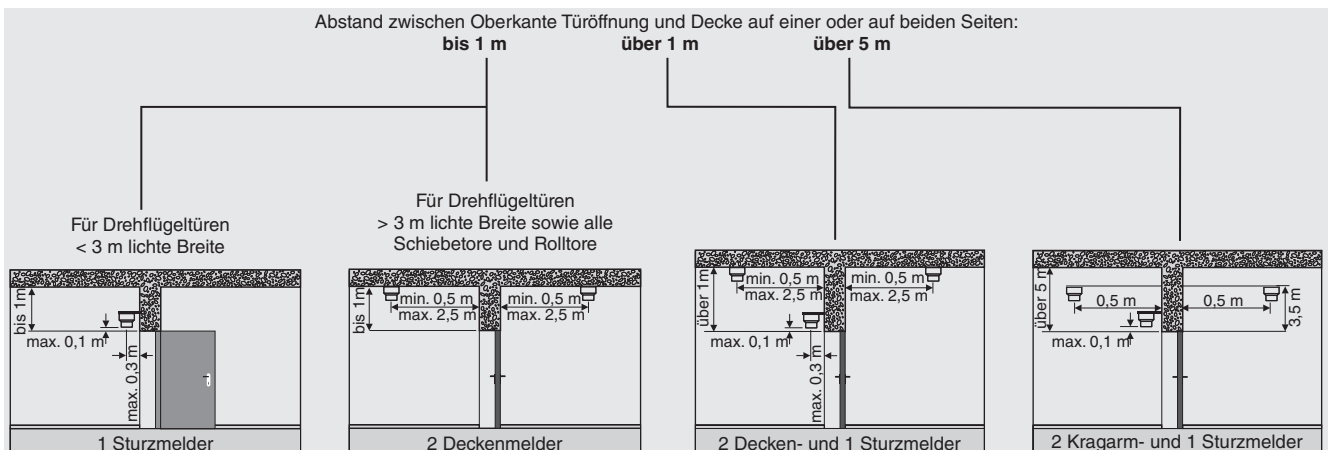 Abstand zwischen Oberkante Türöffnung und Decke auf einer oder auf beiden Seiten:
bis 1 m
über 1 m
über 5 m
Für Drehflügeltüren
< 3 m lichte Breite
Für Drehflügeltüren
> 3 m lichte Breite sowie alle
Schiebetore und Rolltore
bis 1m
max. 0,1 m
max. 0,3 m
1 Sturzmelder
bis 1m
min. 0,5 m
max. 2,5 m
min. 0,5 m
max. 2,5 m
2 Deckenmelder
über 1m
min. 0,5 m
max. 2,5 m
min. 0,5 m
max. 2,5 m
max. 0,1 m
max. 0,3 m
2 Decken- und 1 Sturzmelder
über 5 m
0,5 m
0,5 m
3,5 m
max. 0,1 m
2 Kragarm- und 1 Sturzmelder